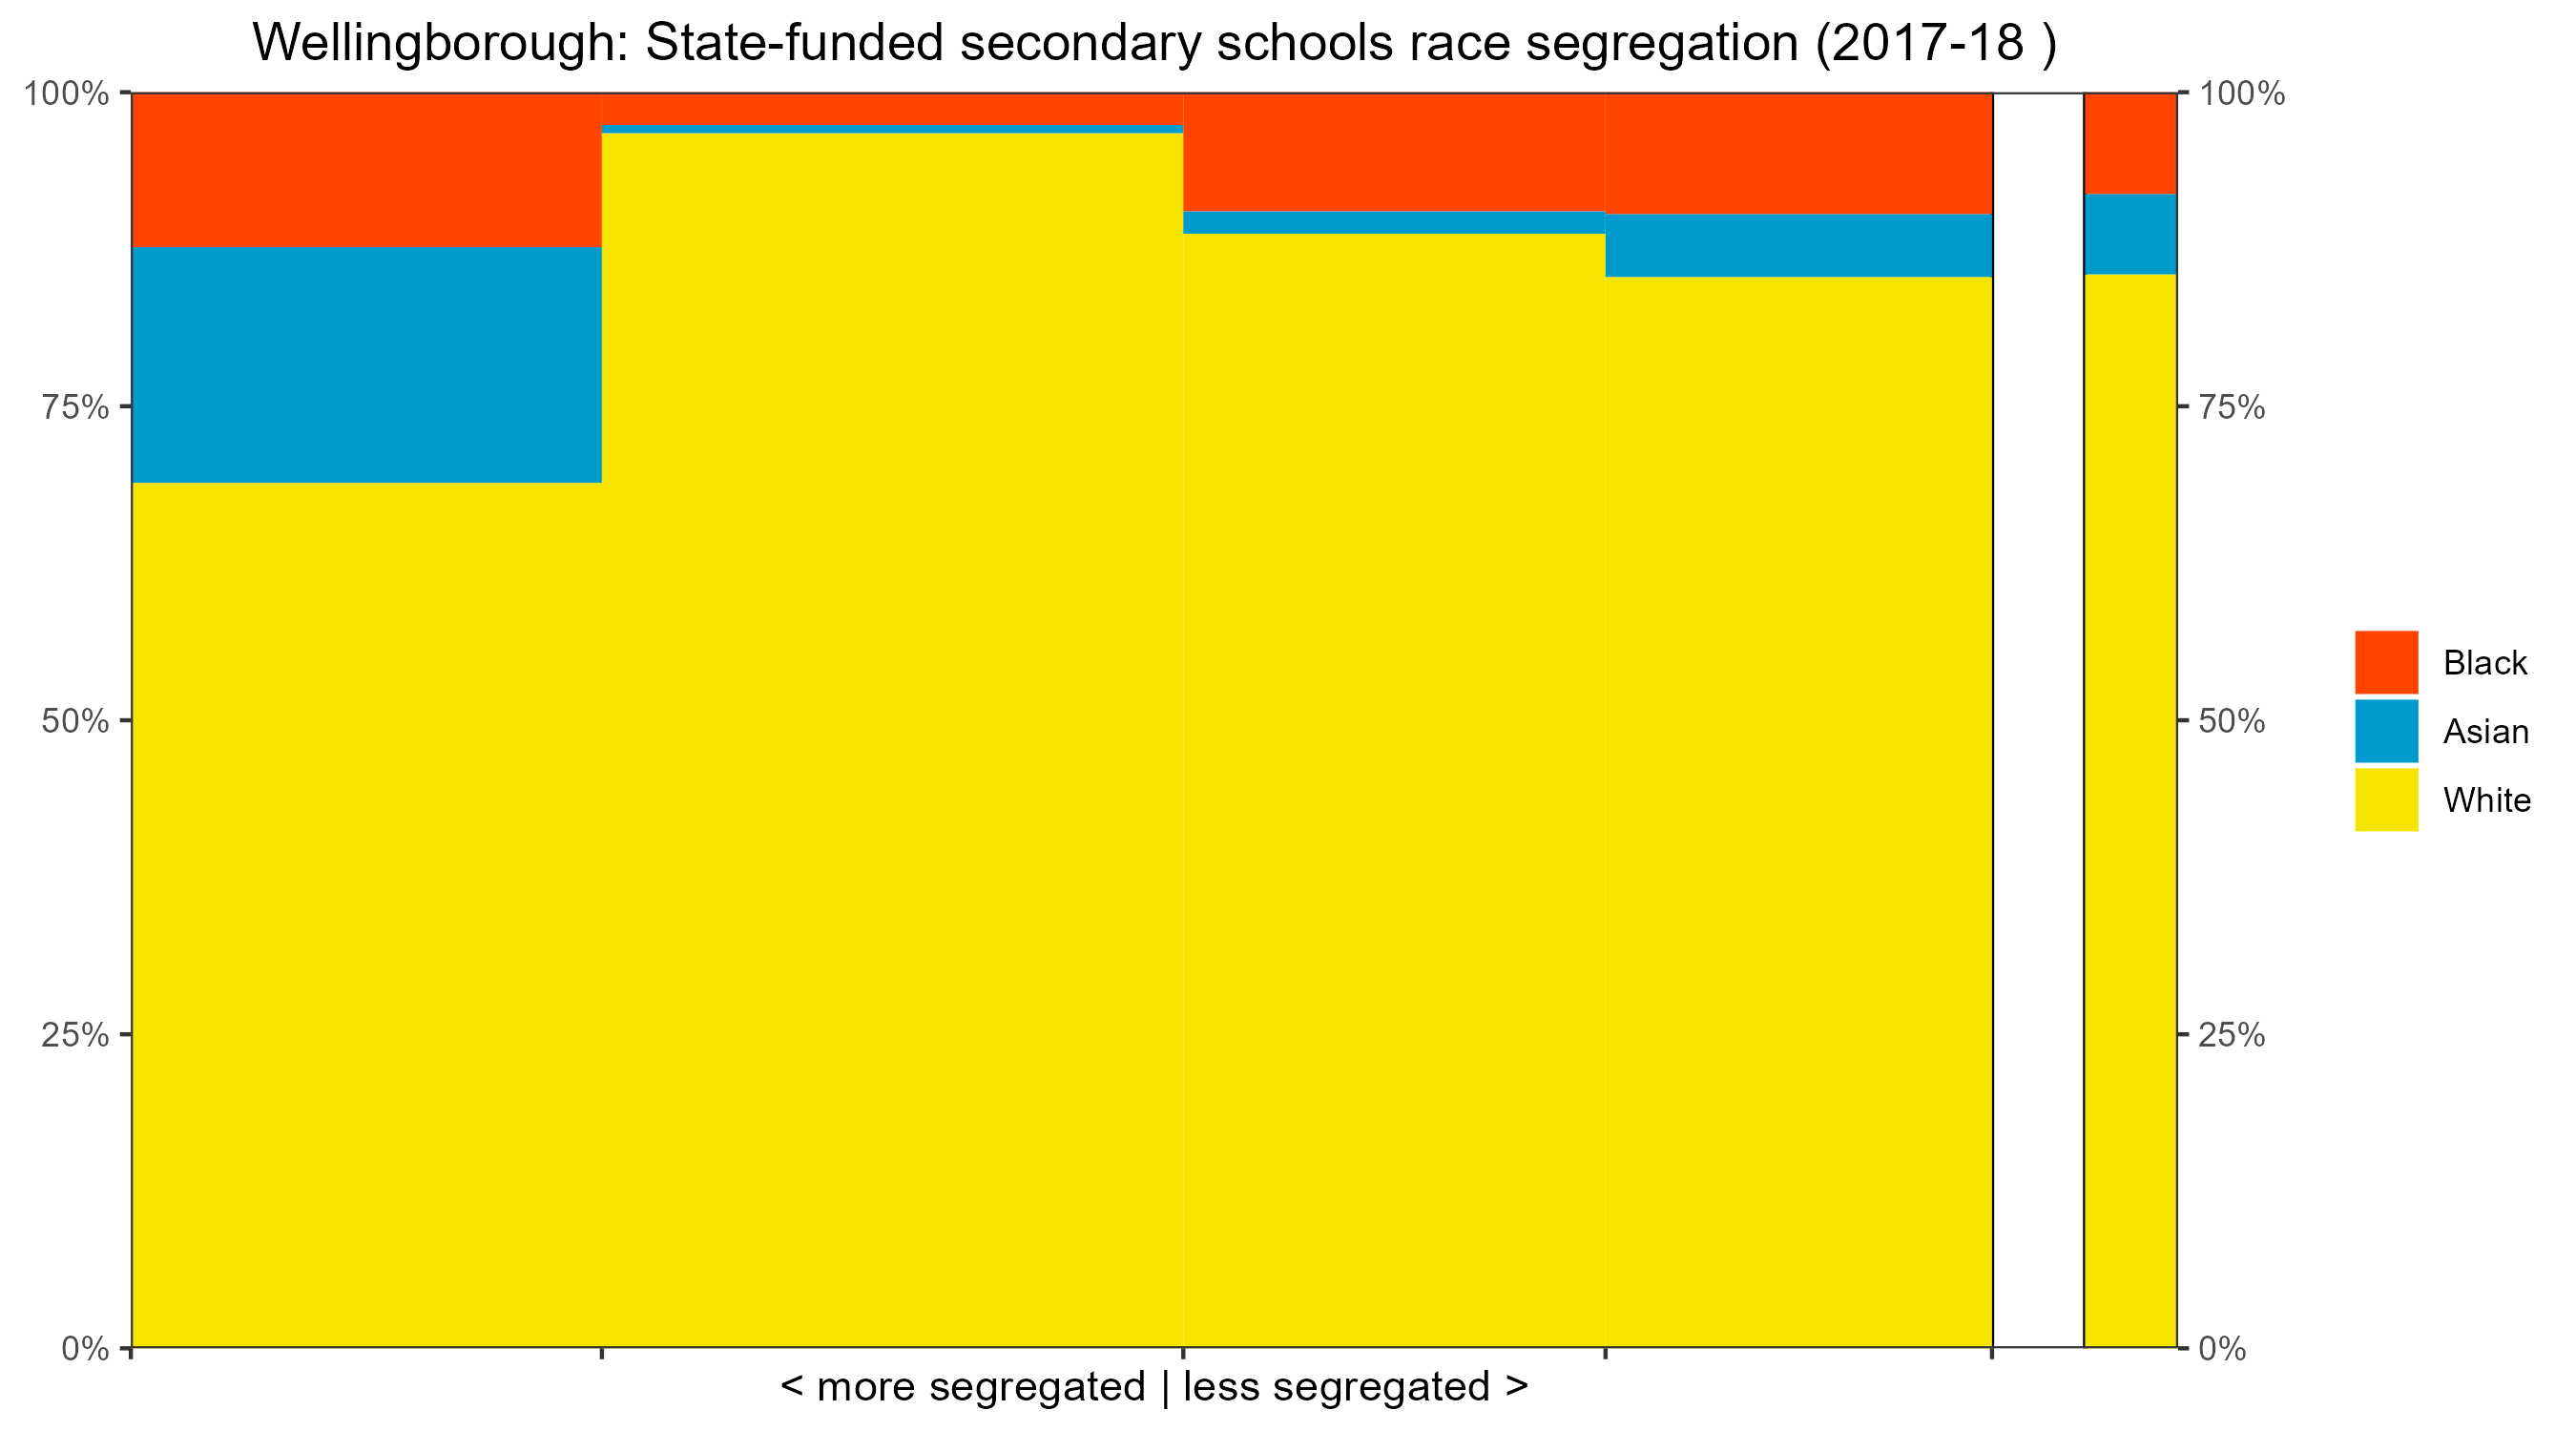 Wellingborough: State-funded secondary schools race segregation (2017-18 )
100%
75%
50%
25%
0%
100%
75%
50%
25%
0%
Black
Asian
White
< more segregated | less segregated >